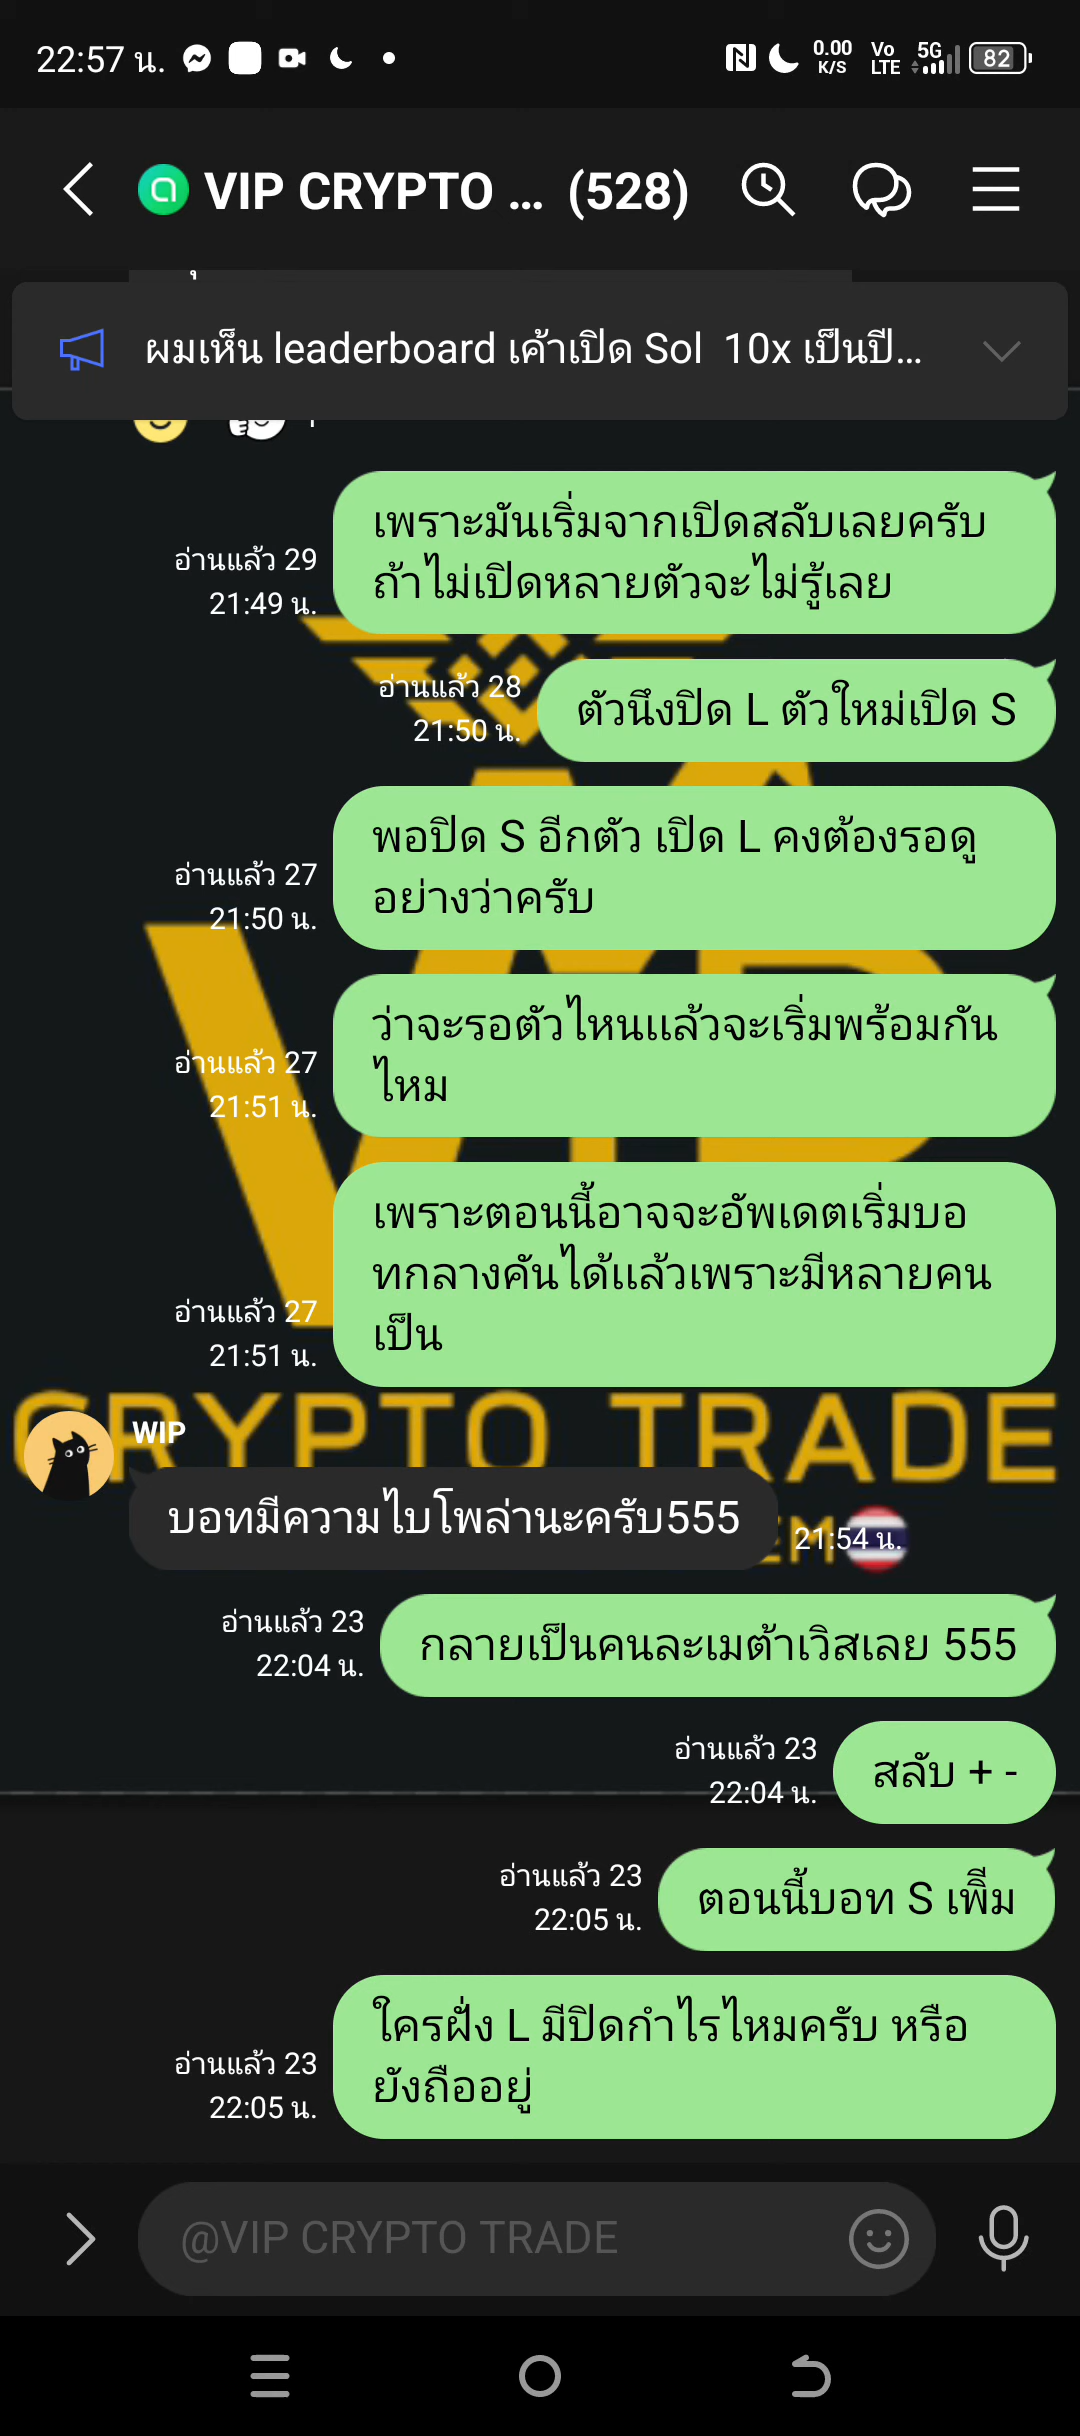 22:57 น.
0.00
K/S
Vo
LTE
5G
82
VIP CRYPTO ... (528)
ผมเห็น leaderboard เค้าเปิด Sol 10x เป็นปี...
เพราะมันเริ่มจากเปิดสลับเลยครับ
ถ้าไม่เปิดหลายตัวจะไม่รู้เลย
อ่านแล้ว 29
21:49 น.
ตัวนึงปิด L ตัวใหม่เปิด S
อ่านแล้ว 28
21:50 น.
พอปิด S อีกตัว เปิด L คงต้องรอดู
อย่างว่าครับ
อ่านแล้ว 27
21:50 น.
ว่าจะรอตัวไหนแล้วจะเริ่มพร้อมกัน
ไหม
อ่านแล้ว 27
21:51 น.
เพราะตอนนี้อาจจะอัพเดตเริ่มบอ
ทกลางคันได้แล้วเพราะมีหลายคน
เป็น
อ่านแล้ว 27
21:51 น.
CRYPTO TRADE
WIP
บอทมีความไบโพล่านะครับ555
21:54 น.
กลายเป็นคนละเมต้าเวิสเลย 555
อ่านแล้ว 23
22:04 น.
สลับ + -
อ่านแล้ว 23
22:04 น.
ตอนนี้บอท S เพิ่ีม
อ่านแล้ว 23
22:05 น.
ใครฝั่ง L มีปิดกำไรไหมครับ หรือ
ยังถืออยู่
อ่านแล้ว 23
22:05 น.
@VIP CRYPTO TRADE